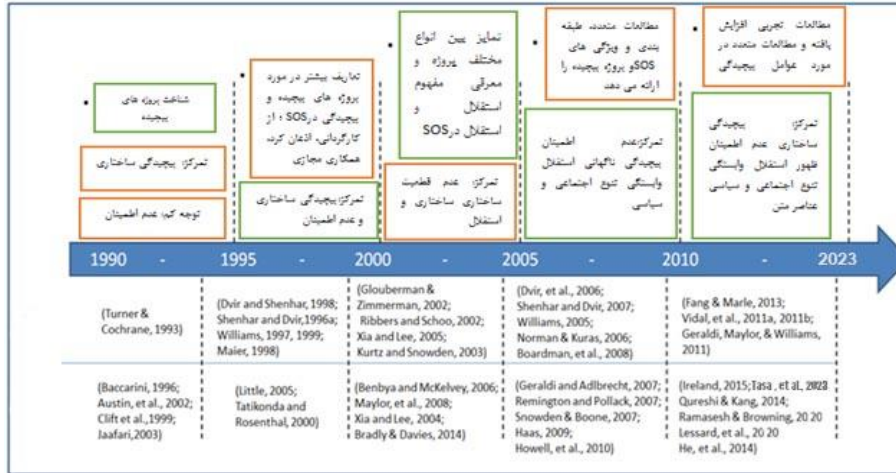 شناخت پروژه های
پیچیده
تمرکز: پیچیدگی ساختاری
توجه کم: عدم اطمینان
تعاریف بیشتر در مورد
پروژه های پیچیده و
پیچیدگی درSOS ؛ از
کارگردانی، اذعان کرد،
همکاری مجازی
تمرکز:پیچیدگی ساختاری
و عدم اطمینان
تمایز بین انواع
مختلف پروژه و
معرفی مفهوم
استقلال و
استقلال درSOS
تمرکز: عدم قطعیت
ساختاری ساختاری و
استقلال
مطالعات متعدد، طبقه
بندی و ویژگی های
SOSو پروژه پیچیده را
ارائه می دهد
تمرکز:عدم اطمینان
پیچیدگی ناگهانی استقلال
وابستگی تنوع اجتماعی و
سیاسی
مطالعات تجربی افزایش
یافته و مطالعات متعدد در
مورد عوامل پیچیدگی
تمرکز: پیچیدگی
ساختاری عدم اطمینان
ظهور استقلال وابستگی
تنوع اجتماعی و سیاسی
عناصر متن
1990 - 1995 - 2000 - 2005 - 2010 - 2023
(Turner &
Cochrane, 1993)
(Dvir and Shenhar, 1998;
Shenhar and Dvir,1996a;
Williams, 1997, 1999;
Maier, 1998)
(Glouberman &
Zimmerman, 2002;
Ribbers and Schoo, 2002;
Xia and Lee, 2005;
Kurtz and Snowden, 2003)
(Dvir, et al., 2006;
Shenhar and Dvir, 2007;
Williams, 2005;
Norman & Kuras, 2006;
Boardman, et al., 2008)
(Fang & Marle, 2013;
Vidal, et al., 2011a, 2011b;
Geraldi, Maylor, & Williams,
2011)
(Baccarini, 1996;
Austin, et al., 2002;
Clift et al.,1999;
Jaafari,2003)
(Little, 2005;
Tatikonda and
Rosenthal, 2000)
(Benbya and McKelvey, 2006;
Maylor, et al., 2008;
Xia and Lee, 2004;
Bradly & Davies, 2014)
(Geraldi and Adlbrecht, 2007;
Remington and Pollack, 2007;
Snowden & Boone, 2007;
Haas, 2009;
Howell, et al., 2010)
(Ireland, 2015;Tasa, et al, 2023
Qureshi & Kang, 2014;
Ramasesh & Browning, 20 20
Lessard, et al., 20 20
He, et al., 2014)